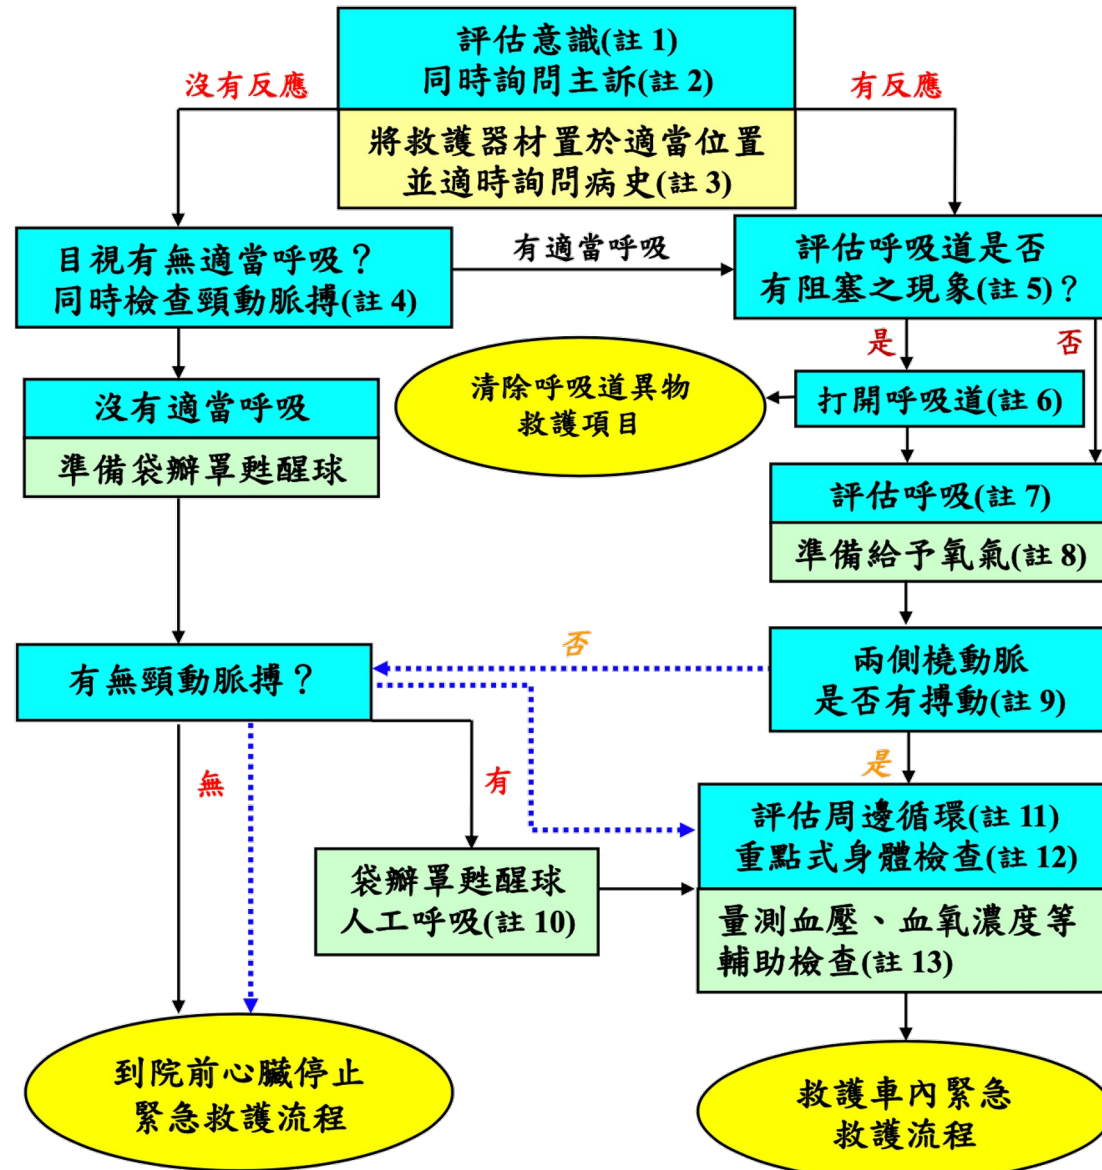 評估意識(註 1)
同時詢問主訴(註 2)
沒有反應
有反應
將救護器材置於適當位置
並適時詢問病史(註 3)
目視有無適當呼吸？
同時檢查頸動脈搏(註 4)
有適當呼吸
評估呼吸道是否
有阻塞之現象(註 5)？
是
否
清除呼吸道異物
救護項目
打開呼吸道(註 6)
沒有適當呼吸
準備袋瓣罩甦醒球
評估呼吸(註 7)
準備給予氧氣(註 8)
有無頸動脈搏？
否
兩側橈動脈
是否有搏動(註 9)
是
無
有
評估周邊循環(註 11)
重點式身體檢查(註 12)
袋瓣罩甦醒球
人工呼吸(註 10)
量測血壓、血氧濃度等
輔助檢查(註 13)
到院前心臟停止
緊急救護流程
救護車內緊急
救護流程